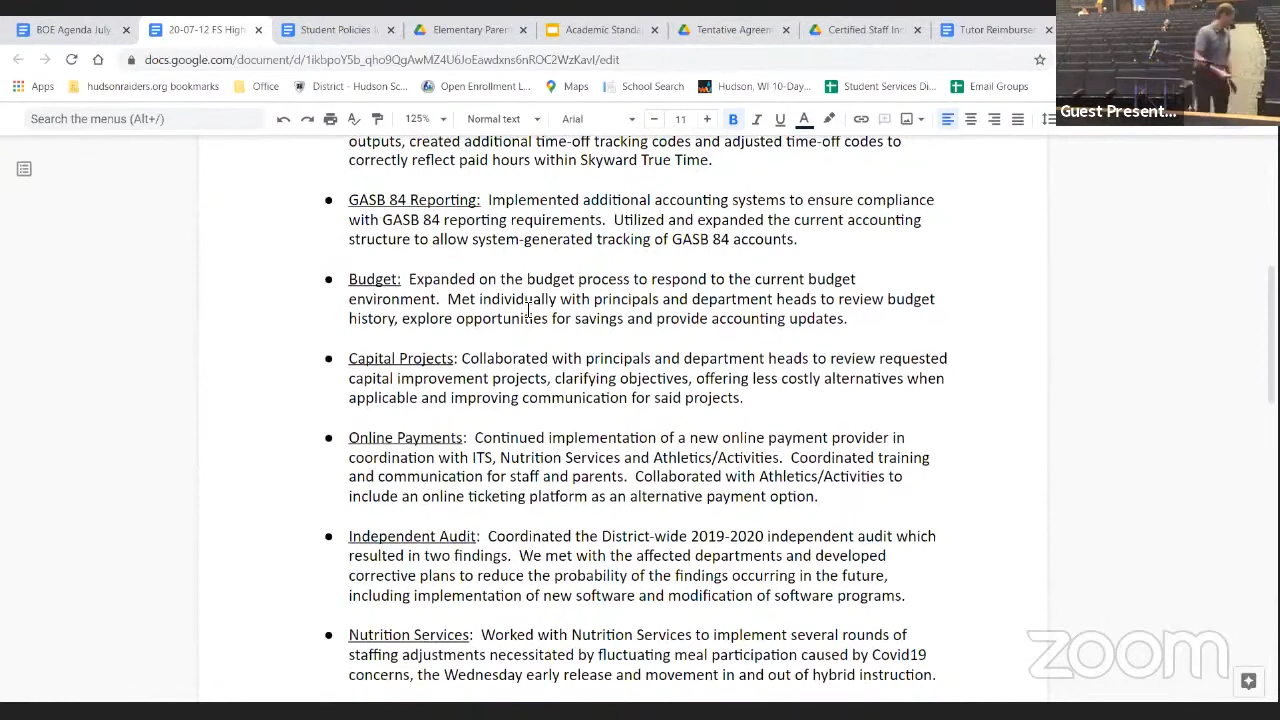 BOE Agenda July
20-07-12 FS Hig
Student Pol
Paren
Academic Stand
Tentative Agreem
Tutor Reimburse
docs.google.com/document/d/
ROC2WzKwI/edit
Apps
hudsonraiders.org bookmarks
Office
District - Hudson Sc...
Open Enrollment I...
Maps
School Search
Hudson, WI 10-Day...
Student Services Di...
Email Groups
Guest Present...
Search the menus (Alt+/)
125%
Normal text
Arial
11
outputs, created additional time-off tracking codes and adjusted time-off codes to
correctly reflect paid hours within Skyward True Time.
● GASB 84 Reporting: Implemented additional accounting systems to ensure compliance
with GASB 84 reporting requirements. Utilized and expanded the current accounting
structure to allow system-generated tracking of GASB 84 accounts.
● Budget: Expanded on the budget process to respond to the current budget
environment. Met individually with principals and department heads to review budget
history, explore opportunities for savings and provide accounting updates.
● Capital Projects: Collaborated with principals and department heads to review requested
capital improvement projects, clarifying objectives, offering less costly alternatives when
applicable and improving communication for said projects.
● Online Payments: Continued implementation of a new online payment provider in
coordination with ITS, Nutrition Services and Athletics/Activities. Coordinated training
and communication for staff and parents. Collaborated with Athletics/Activities to
include an online ticketing platform as an alternative payment option.
● Independent Audit: Coordinated the District-wide 2019-2020 independent audit which
resulted in two findings. We met with the affected departments and developed
corrective plans to reduce the probability of the findings occurring in the future,
including implementation of new software and modification of software programs.
● Nutrition Services: Worked with Nutrition Services to implement several rounds of
staffing adjustments necessitated by fluctuating meal participation caused by Covid19
concerns, the Wednesday early release and movement in and out of hybrid instruction.
zoom